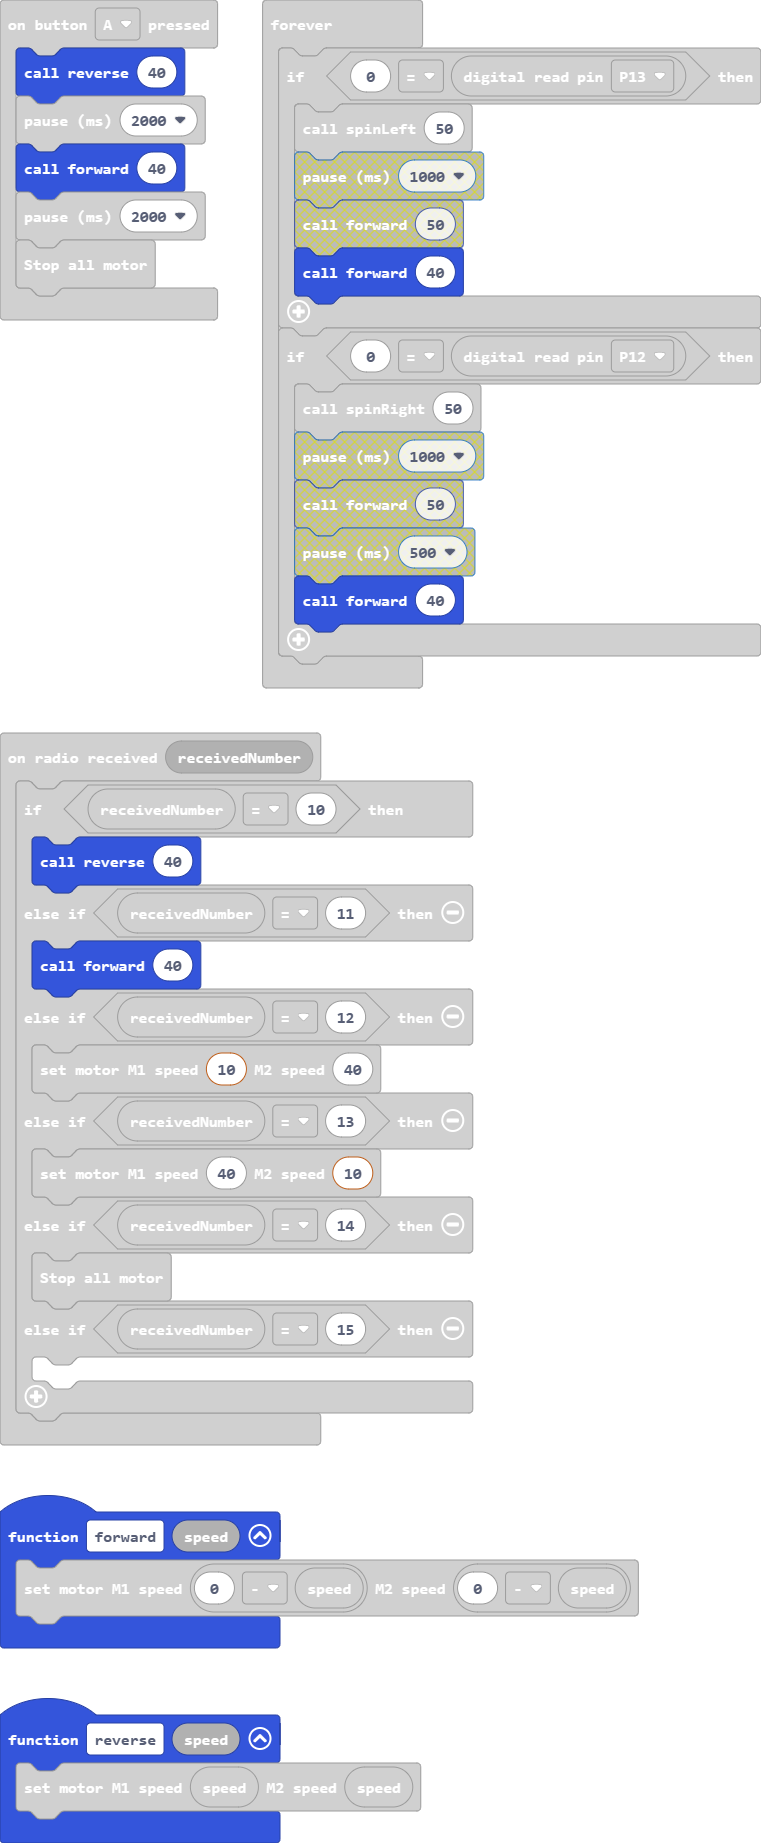 on button A pressed
call reverse 40
pause (ms) 2000
call forward 40
pause (ms) 2000
Stop all motor
forever
if 0 = digital read pin P13 then
call spinLeft 50
pause (ms) 1000
call forward 50
call forward 40
if 0 = digital read pin P12 then
call spinRight 50
pause (ms) 1000
call forward 50
pause (ms) 500
call forward 40
on radio received receivedNumber
if receivedNumber = 10 then
call reverse 40
else if receivedNumber = 11 then
call forward 40
else if receivedNumber = 12 then
set motor M1 speed 10 M2 speed 40
else if receivedNumber = 13 then
set motor M1 speed 40 M2 speed 10
else if receivedNumber = 14 then
Stop all motor
else if receivedNumber = 15 then
function forward speed
set motor M1 speed 0 - speed M2 speed 0 - speed
function reverse speed
set motor M1 speed speed M2 speed speed